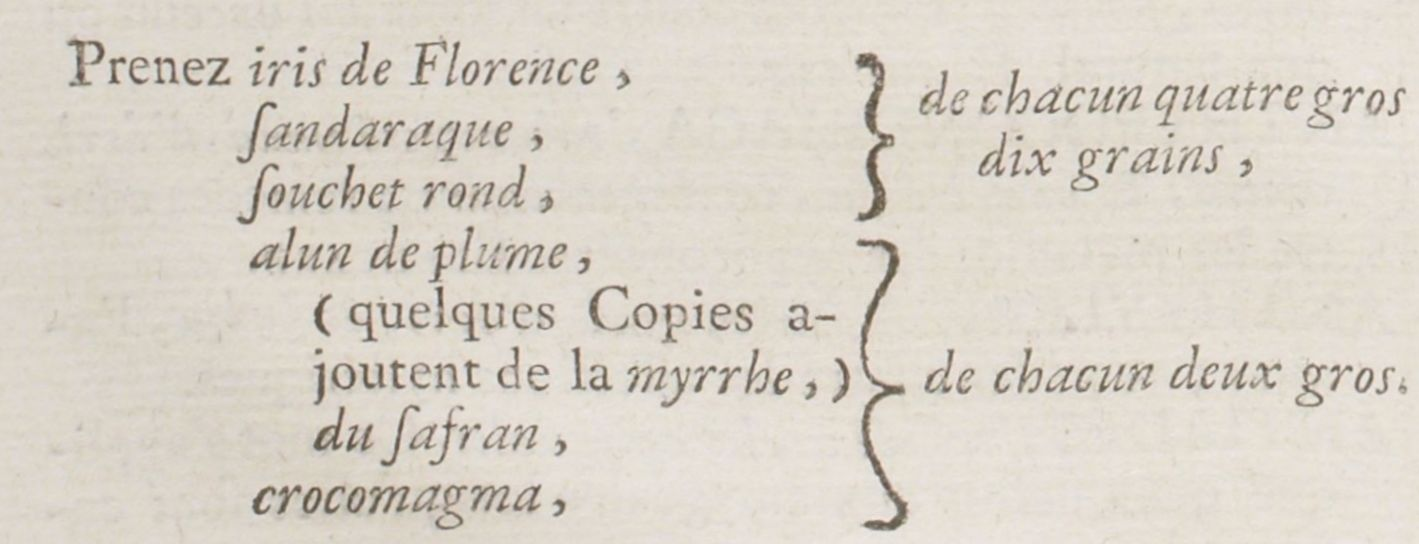 Prenez iris de Florence,
ſandaraque,
ſouchet rond,
de chacun quatre gros
dix grains,
alun de plume,
(quelques Copies a-
joutent de la myrrhe,)
du ſafran,
crocomagma,
de chacun deux gros.